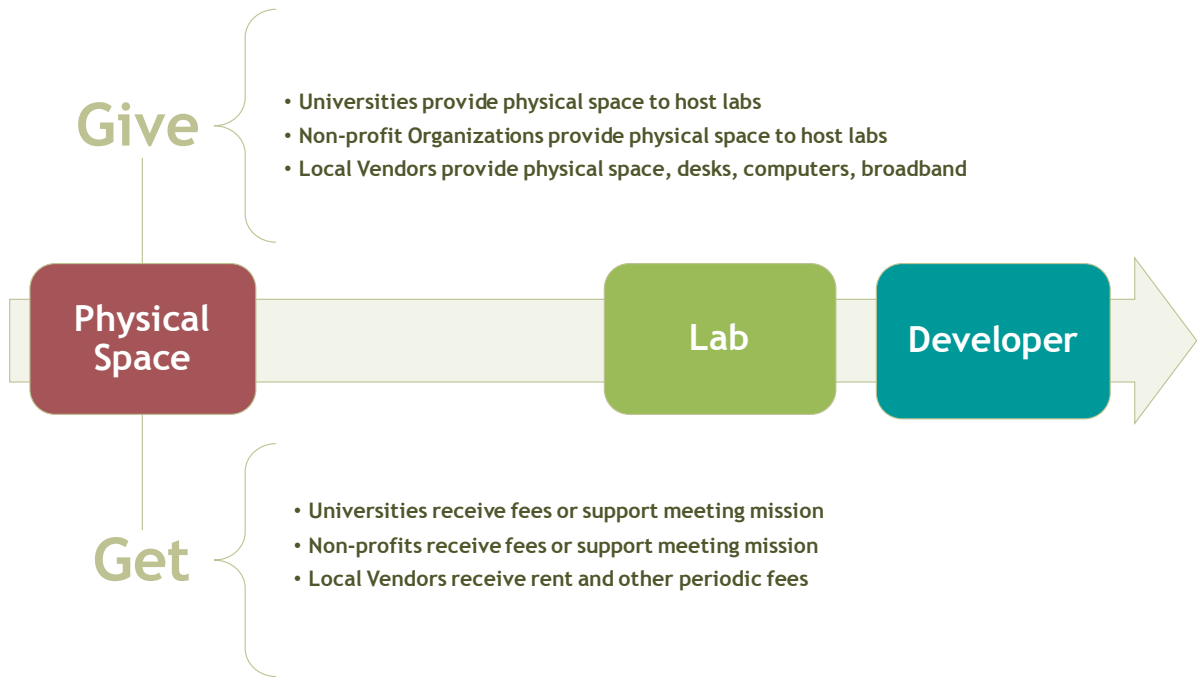 Give
• Universities provide physical space to host labs
• Non-profit Organizations provide physical space to host labs
• Local Vendors provide physical space, desks, computers, broadband
Physical
Space
Lab
Developer
Get
• Universities receive fees or support meeting mission
• Non-profits receive fees or support meeting mission
• Local Vendors receive rent and other periodic fees